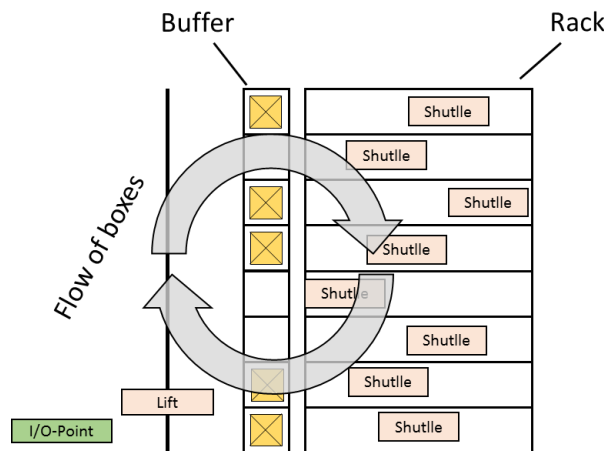 Buffer
Rack
Shutlle
Shutlle
Shutlle
Shutlle
Shutlle
Shutlle
Shutlle
Shutlle
Flow of boxes
Lift
I/O-Point